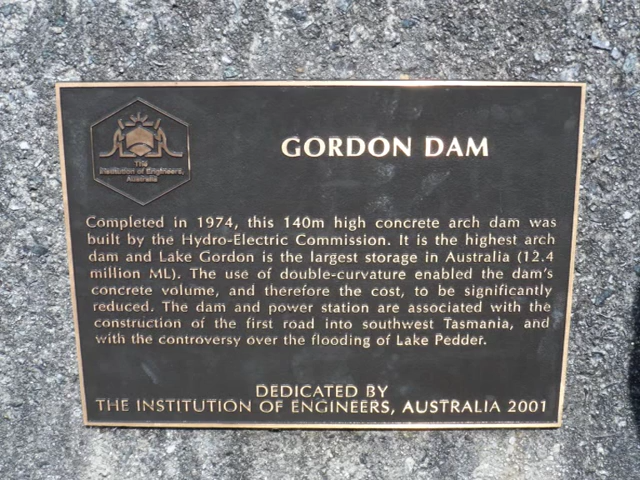 The
Institution of Engineers,
Australia
GORDON DAM
Completed in 1974, this 140m high concrete arch dam was
built by the Hydro-Electric Commission. It is the highest arch
dam and Lake Gordon is the largest storage in Australia (12.4
million ML). The use of double-curvature enabled the dam's
concrete volume, and therefore the cost, to be significantly
reduced. The dam and power station are associated with the
construction of the first road into southwest Tasmania, and
with the controversy over the flooding of Lake Pedder.
DEDICATED BY
THE INSTITUTION OF ENGINEERS, AUSTRALIA 2001